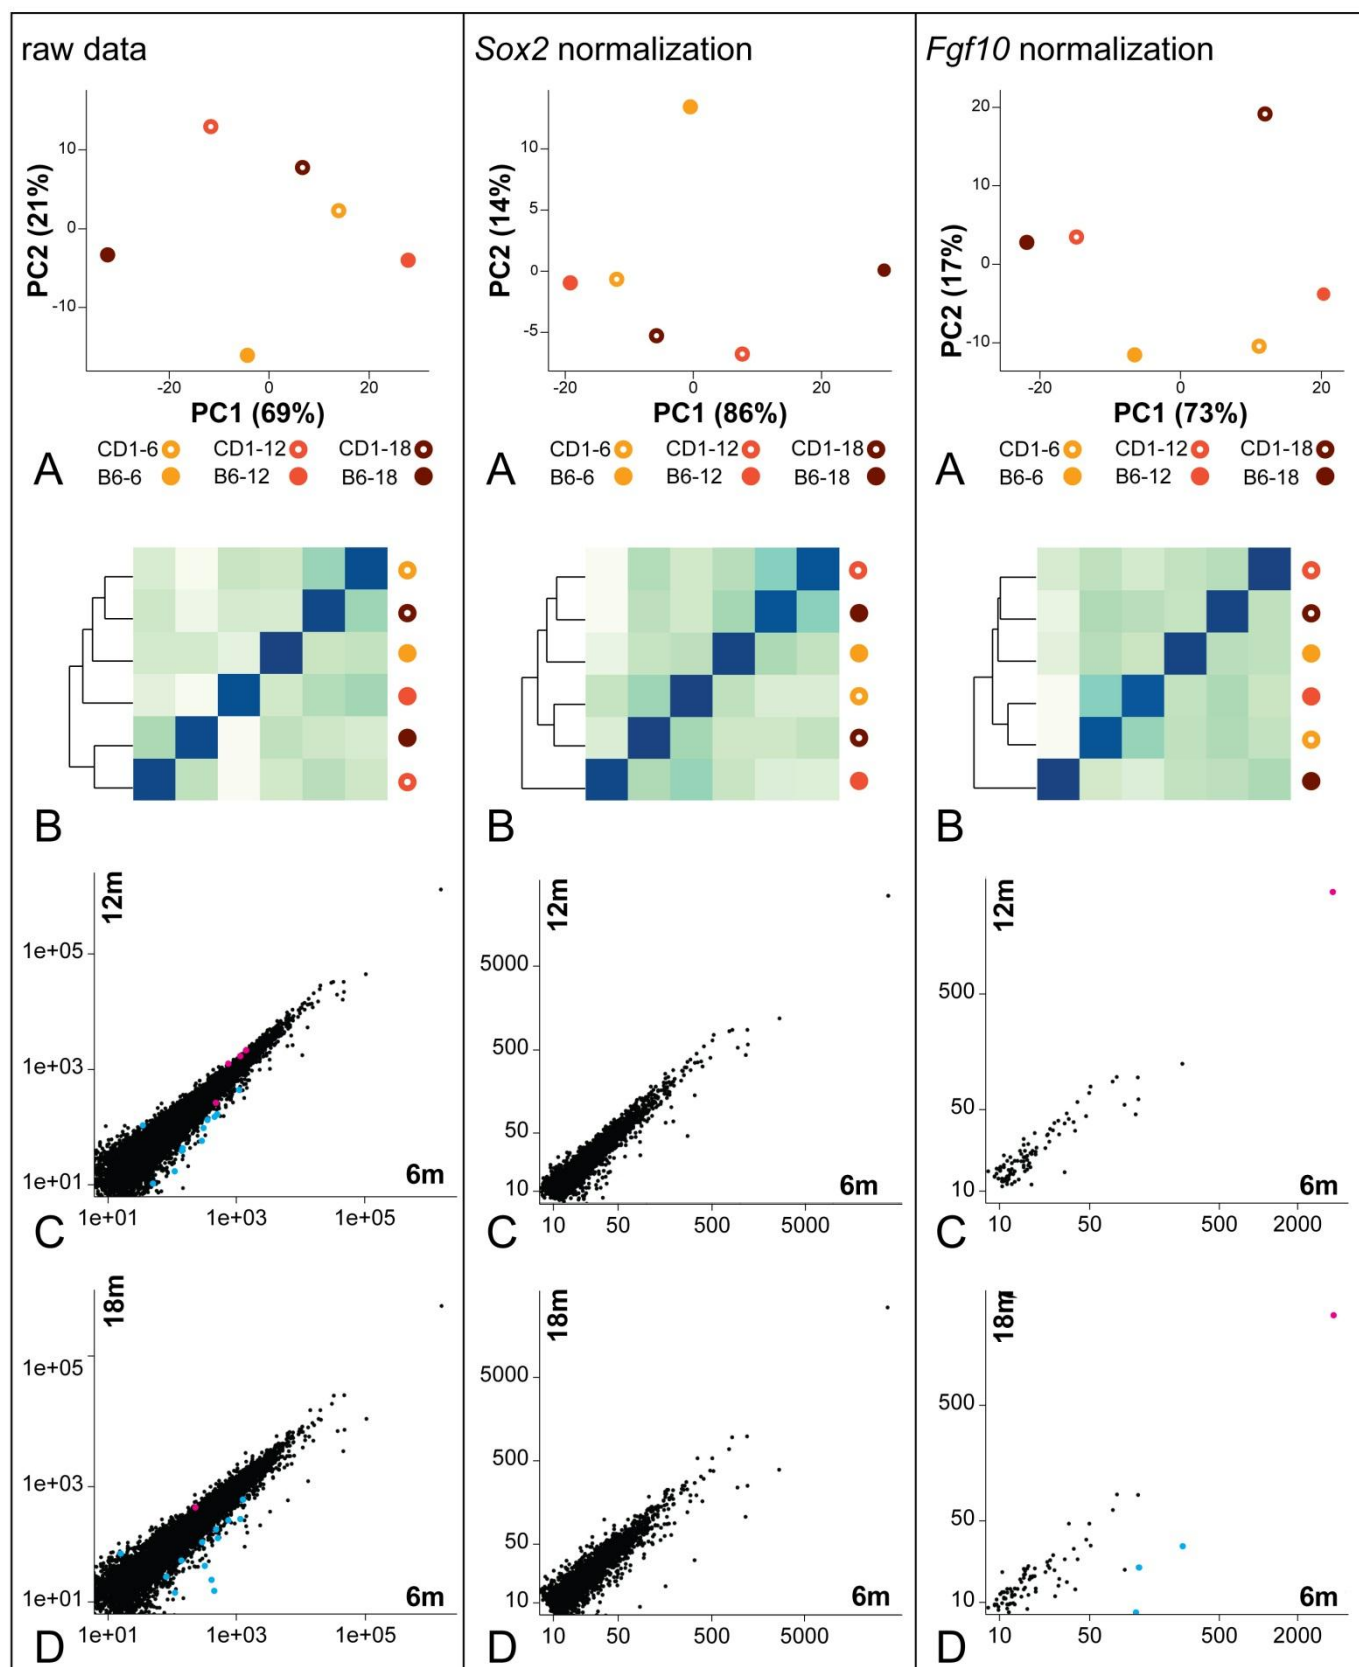 raw data
10
0
-10
PC2 (21%)
-20 0 20
PC1 (69%)
CD1-6 CD1-12 CD1-18
A B6-6 B6-12 B6-18
B
12m
1e+05
1e+03
1e+01
6m
C 1e+01 1e+03 1e+05
18m
1e+05
1e+03
1e+01
6m
D 1e+01 1e+03 1e+05
Sox2 normalization
10
5
0
-5
PC2 (14%)
-20 0 20
PC1 (86%)
CD1-6 CD1-12 CD1-18
A B6-6 B6-12 B6-18
B
12m
5000
500
50
10
6m
C 10 50 500 5000
18m
5000
500
50
10
6m
D 10 50 500 5000
Fgf10 normalization
20
10
0
-10
PC2 (17%)
-20 0 20
PC1 (73%)
CD1-6 CD1-12 CD1-18
A B6-6 B6-12 B6-18
B
12m
500
50
10
6m
C 10 50 500 2000
18m
500
50
10
6m
D 10 50 500 2000